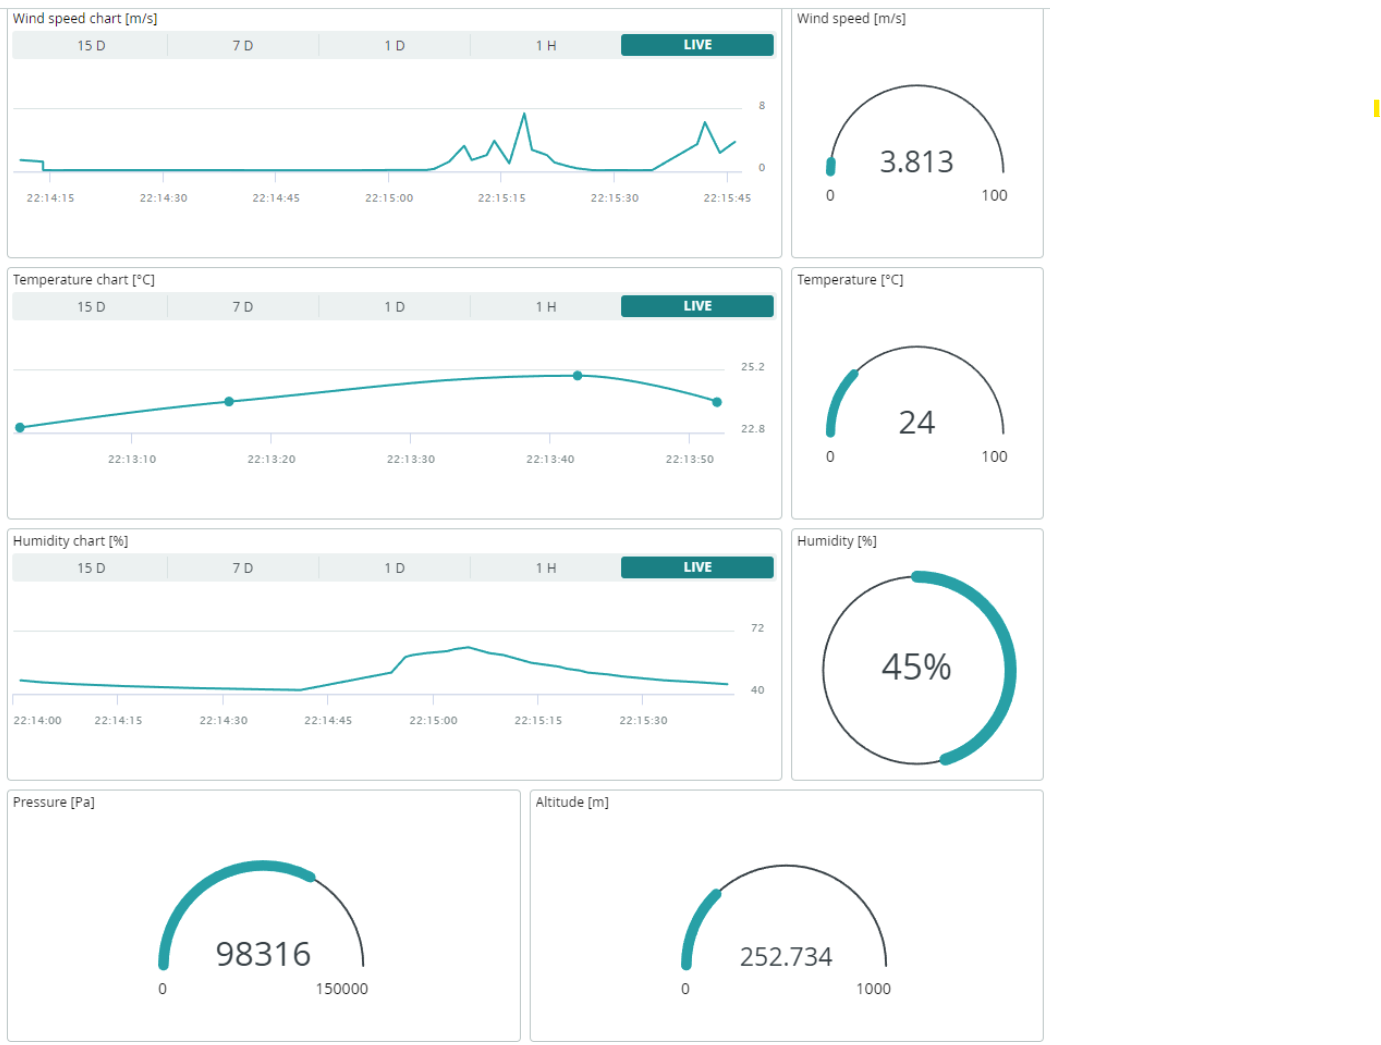 Wind speed chart [m/s]
15 D 7 D 1 D 1 H LIVE
8
0
22:14:15 22:14:30 22:14:45 22:15:00 22:15:15 22:15:30 22:15:45
Wind speed [m/s]
3.813
0 100
Temperature chart [°C]
15 D 7 D 1 D 1 H LIVE
25.2
22.8
22:13:10 22:13:20 22:13:30 22:13:40 22:13:50
Temperature [°C]
24
0 100
Humidity chart [%]
15 D 7 D 1 D 1 H LIVE
72
40
22:14:00 22:14:15 22:14:30 22:14:45 22:15:00 22:15:15 22:15:30
Humidity [%]
45%
Pressure [Pa]
98316
0 150000
Altitude [m]
252.734
0 1000